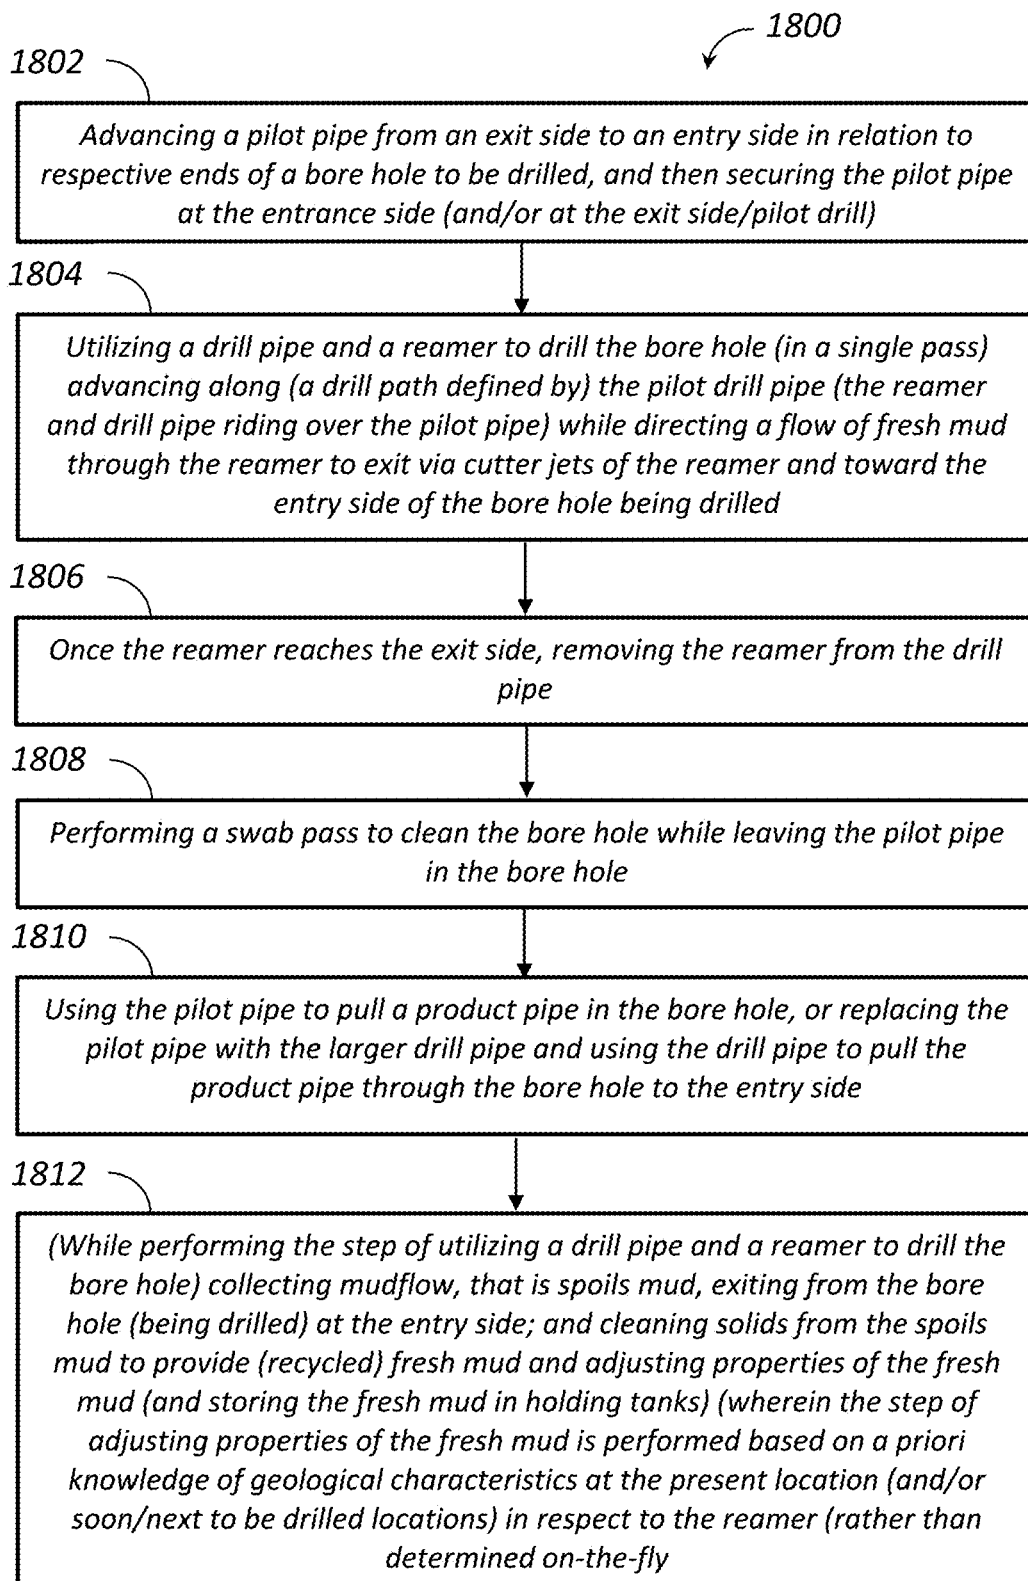 1800
1802
Advancing a pilot pipe from an exit side to an entry side in relation to
respective ends of a bore hole to be drilled, and then securing the pilot pipe
at the entrance side (and/or at the exit side/pilot drill)
1804
Utilizing a drill pipe and a reamer to drill the bore hole (in a single pass)
advancing along (a drill path defined by) the pilot drill pipe (the reamer
and drill pipe riding over the pilot pipe) while directing a flow of fresh mud
through the reamer to exit via cutter jets of the reamer and toward the
entry side of the bore hole being drilled
1806
Once the reamer reaches the exit side, removing the reamer from the drill
pipe
1808
Performing a swab pass to clean the bore hole while leaving the pilot pipe
in the bore hole
1810
Using the pilot pipe to pull a product pipe in the bore hole, or replacing the
pilot pipe with the larger drill pipe and using the drill pipe to pull the
product pipe through the bore hole to the entry side
1812
(While performing the step of utilizing a drill pipe and a reamer to drill the
bore hole) collecting mudflow, that is spoils mud, exiting from the bore
hole (being drilled) at the entry side; and cleaning solids from the spoils
mud to provide (recycled) fresh mud and adjusting properties of the fresh
mud (and storing the fresh mud in holding tanks) (wherein the step of
adjusting properties of the fresh mud is performed based on a priori
knowledge of geological characteristics at the present location (and/or
soon/next to be drilled locations) in respect to the reamer (rather than
determined on-the-fly